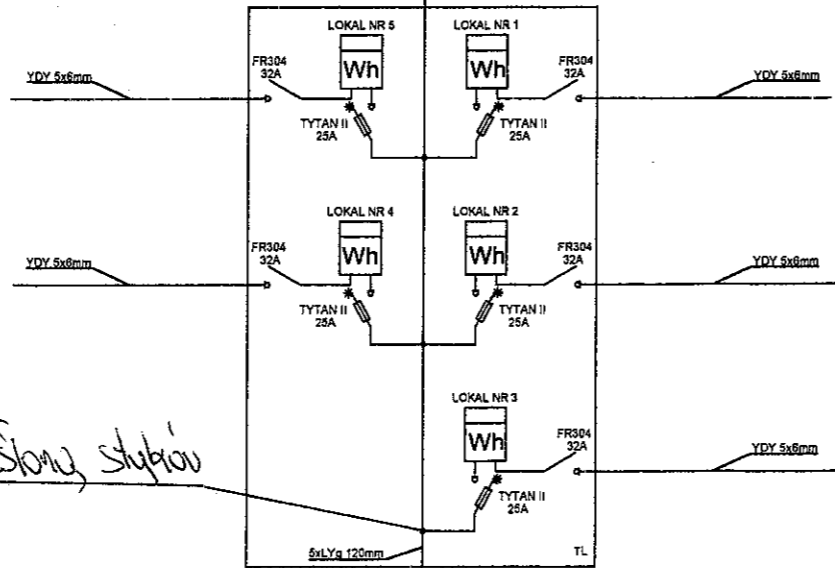 LOKAL NR 5
LOKAL NR 1
FR304
32A
Wh
Wh
FR304
32A
YDY 5x6mm
YDY 5x6mm
TYTAN II
25A
TYTAN II
25A
LOKAL NR 4
LOKAL NR 2
FR304
32A
Wh
Wh
FR304
32A
YDY 5x6mm
YDY 5x6mm
TYTAN II
25A
TYTAN II
25A
LOKAL NR 3
Wh
FR304
32A
YDY 5x6mm
TYTAN II
25A
5xLYg 120mm
TL